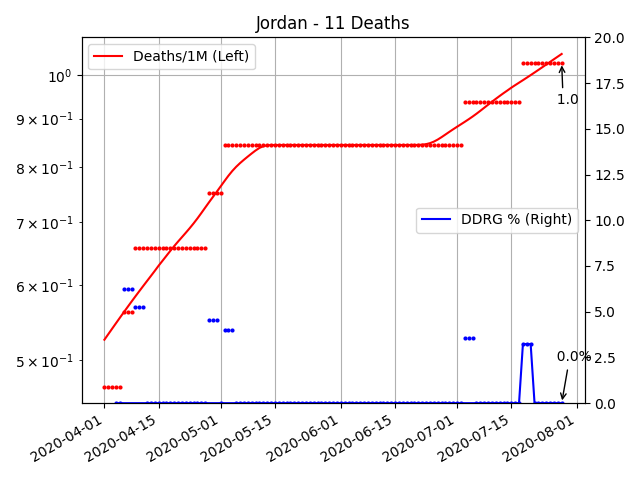 Jordan - 11 Deaths
Deaths/1M (Left)
DDRG % (Right)
1.0
0.0%
10⁰
9 × 10⁻¹
8 × 10⁻¹
7 × 10⁻¹
6 × 10⁻¹
5 × 10⁻¹
20.0
17.5
15.0
12.5
10.0
7.5
5.0
2.5
0.0
2020-04-01
2020-04-15
2020-05-01
2020-05-15
2020-06-01
2020-06-15
2020-07-01
2020-07-15
2020-08-01